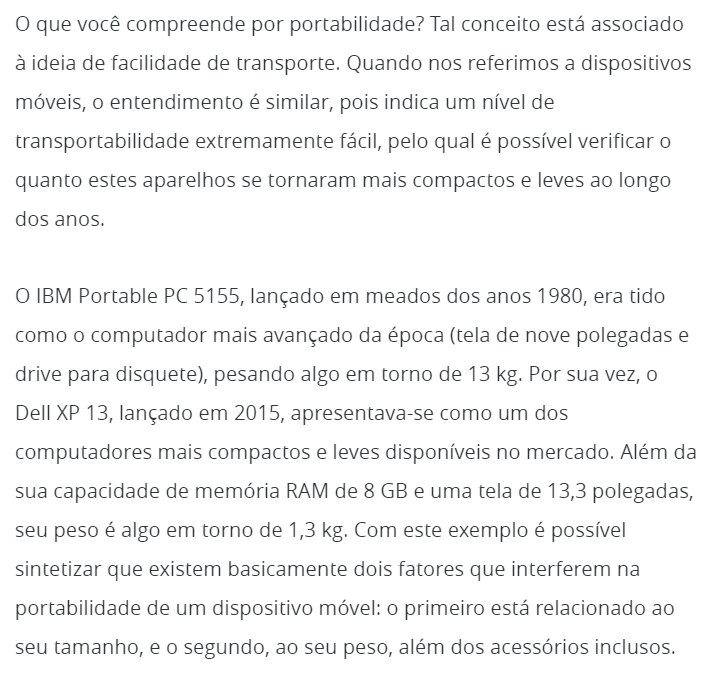 O que você compreende por portabilidade? Tal conceito está associado
à ideia de facilidade de transporte. Quando nos referimos a dispositivos
móveis, o entendimento é similar, pois indica um nível de
transportabilidade extremamente fácil, pelo qual é possível verificar o
quanto estes aparelhos se tornaram mais compactos e leves ao longo
dos anos.
O IBM Portable PC 5155, lançado em meados dos anos 1980, era tido
como o computador mais avançado da época (tela de nove polegadas e
drive para disquete), pesando algo em torno de 13 kg. Por sua vez, o
Dell XP 13, lançado em 2015, apresentava-se como um dos
computadores mais compactos e leves disponíveis no mercado. Além da
sua capacidade de memória RAM de 8 GB e uma tela de 13,3 polegadas,
seu peso é algo em torno de 1,3 kg. Com este exemplo é possível
sintetizar que existem basicamente dois fatores que interferem na
portabilidade de um dispositivo móvel: o primeiro está relacionado ao
seu tamanho, e o segundo, ao seu peso, além dos acessórios inclusos.